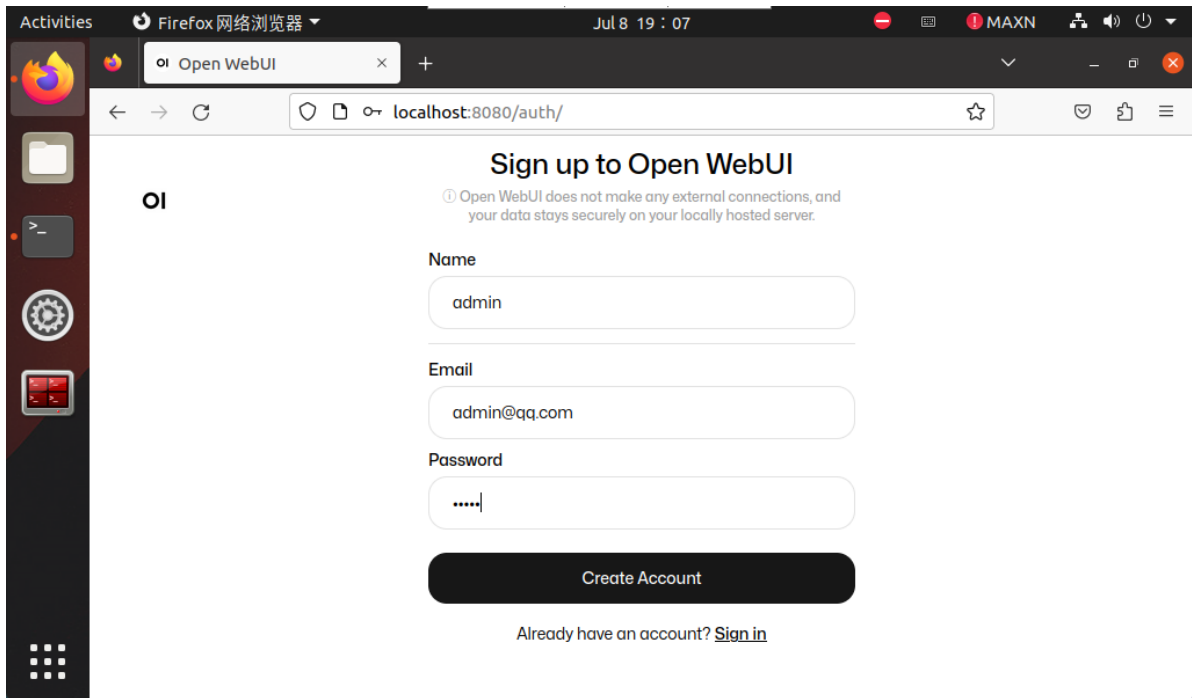 Activities
Firefox 网络浏览器
Jul 8 19：07
MAXN
OI Open WebUI
localhost:8080/auth/
OI
Sign up to Open WebUI
ⓘ Open WebUI does not make any external connections, and
your data stays securely on your locally hosted server.
Name
admin
Email
admin@qq.com
Password
•••••
Create Account
Already have an account? Sign in